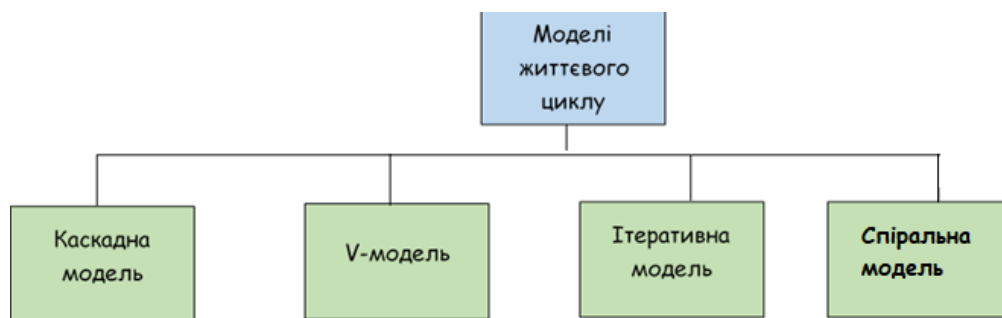 Моделі
життєвого
циклу
Каскадна
модель
V-модель
Ітеративна
модель
Спіральна
модель